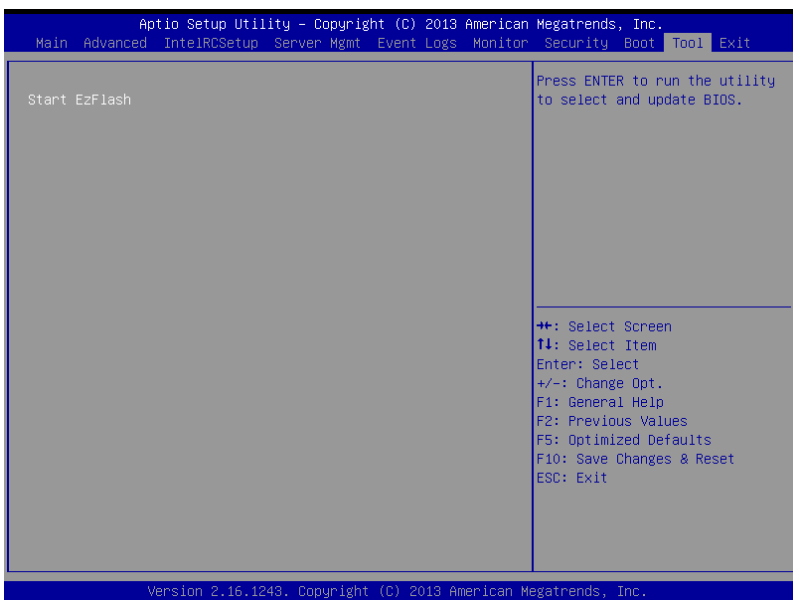 Aptio Setup Utility – Copyright (C) 2013 American Megatrends, Inc.
Main Advanced IntelRCSetup Server Mgmt Event Logs Monitor Security Boot Tool Exit
Start EzFlash
Press ENTER to run the utility
to select and update BIOS.
→←: Select Screen
↑↓: Select Item
Enter: Select
+/-: Change Opt.
F1: General Help
F2: Previous Values
F5: Optimized Defaults
F10: Save Changes & Reset
ESC: Exit
Version 2.16.1243. Copyright (C) 2013 American Megatrends, Inc.